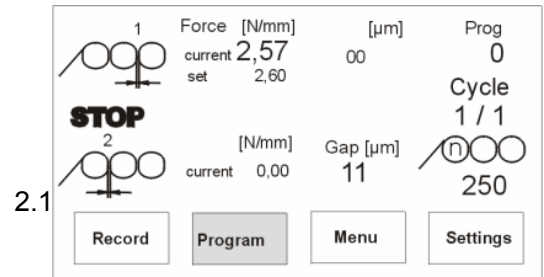 1 Force [N/mm] [µm] Prog
current 2,57 00 0
set 2,60
Cycle
STOP 1 / 1
2 [N/mm] Gap [µm] n
current 0,00 11 250
2.1
Record Program Menu Settings